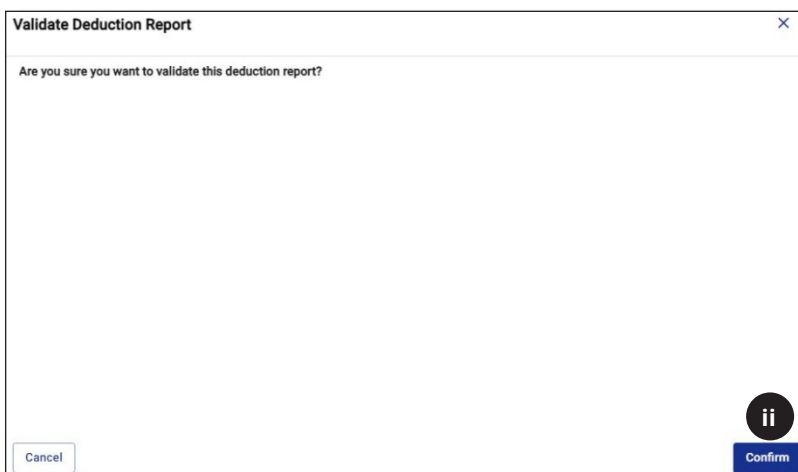 Validate Deduction Report
Are you sure you want to validate this deduction report?
ii
Cancel
Confirm